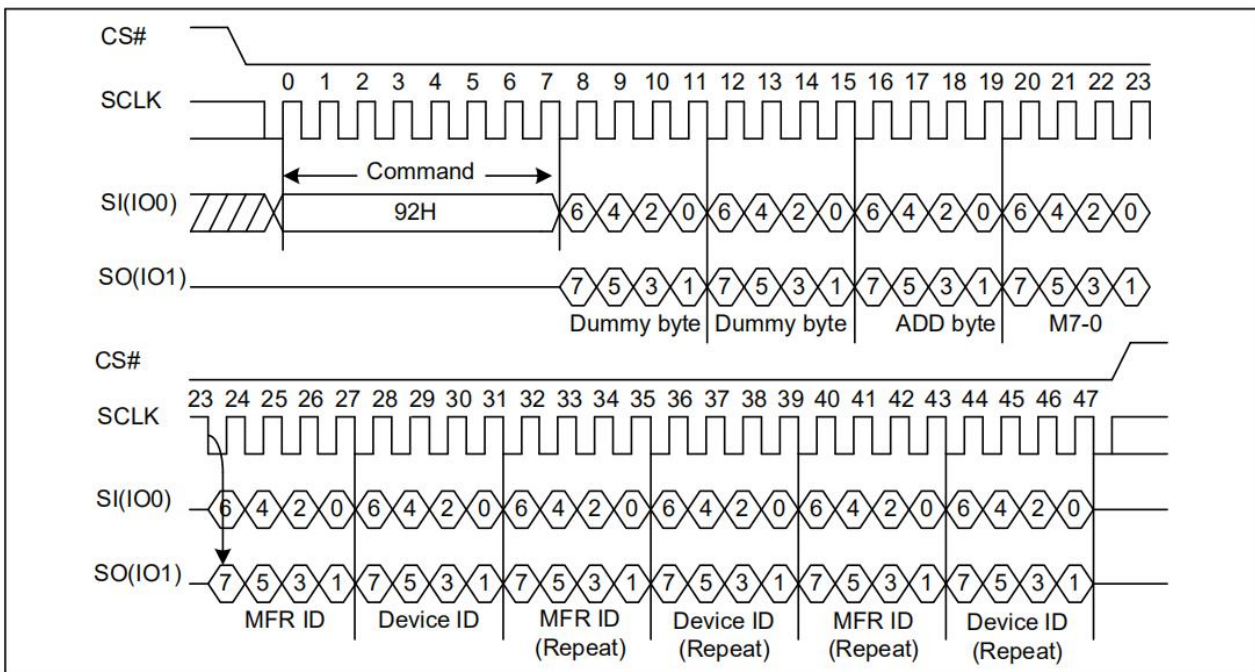 CS#
0 1 2 3 4 5 6 7 8 9 10 11 12 13 14 15 16 17 18 19 20 21 22 23
SCLK
Command
SI(IO0) 92H 6 4 2 0 6 4 2 0 6 4 2 0 6 4 2 0
SO(IO1) 7 5 3 1 7 5 3 1 7 5 3 1 7 5 3 1
Dummy byte Dummy byte ADD byte M7-0
CS#
23 24 25 26 27 28 29 30 31 32 33 34 35 36 37 38 39 40 41 42 43 44 45 46 47
SCLK
SI(IO0) 6 4 2 0 6 4 2 0 6 4 2 0 6 4 2 0 6 4 2 0 6 4 2 0
SO(IO1) 7 5 3 1 7 5 3 1 7 5 3 1 7 5 3 1 7 5 3 1 7 5 3 1
MFR ID Device ID MFR ID Device ID MFR ID Device ID
(Repeat) (Repeat) (Repeat) (Repeat)